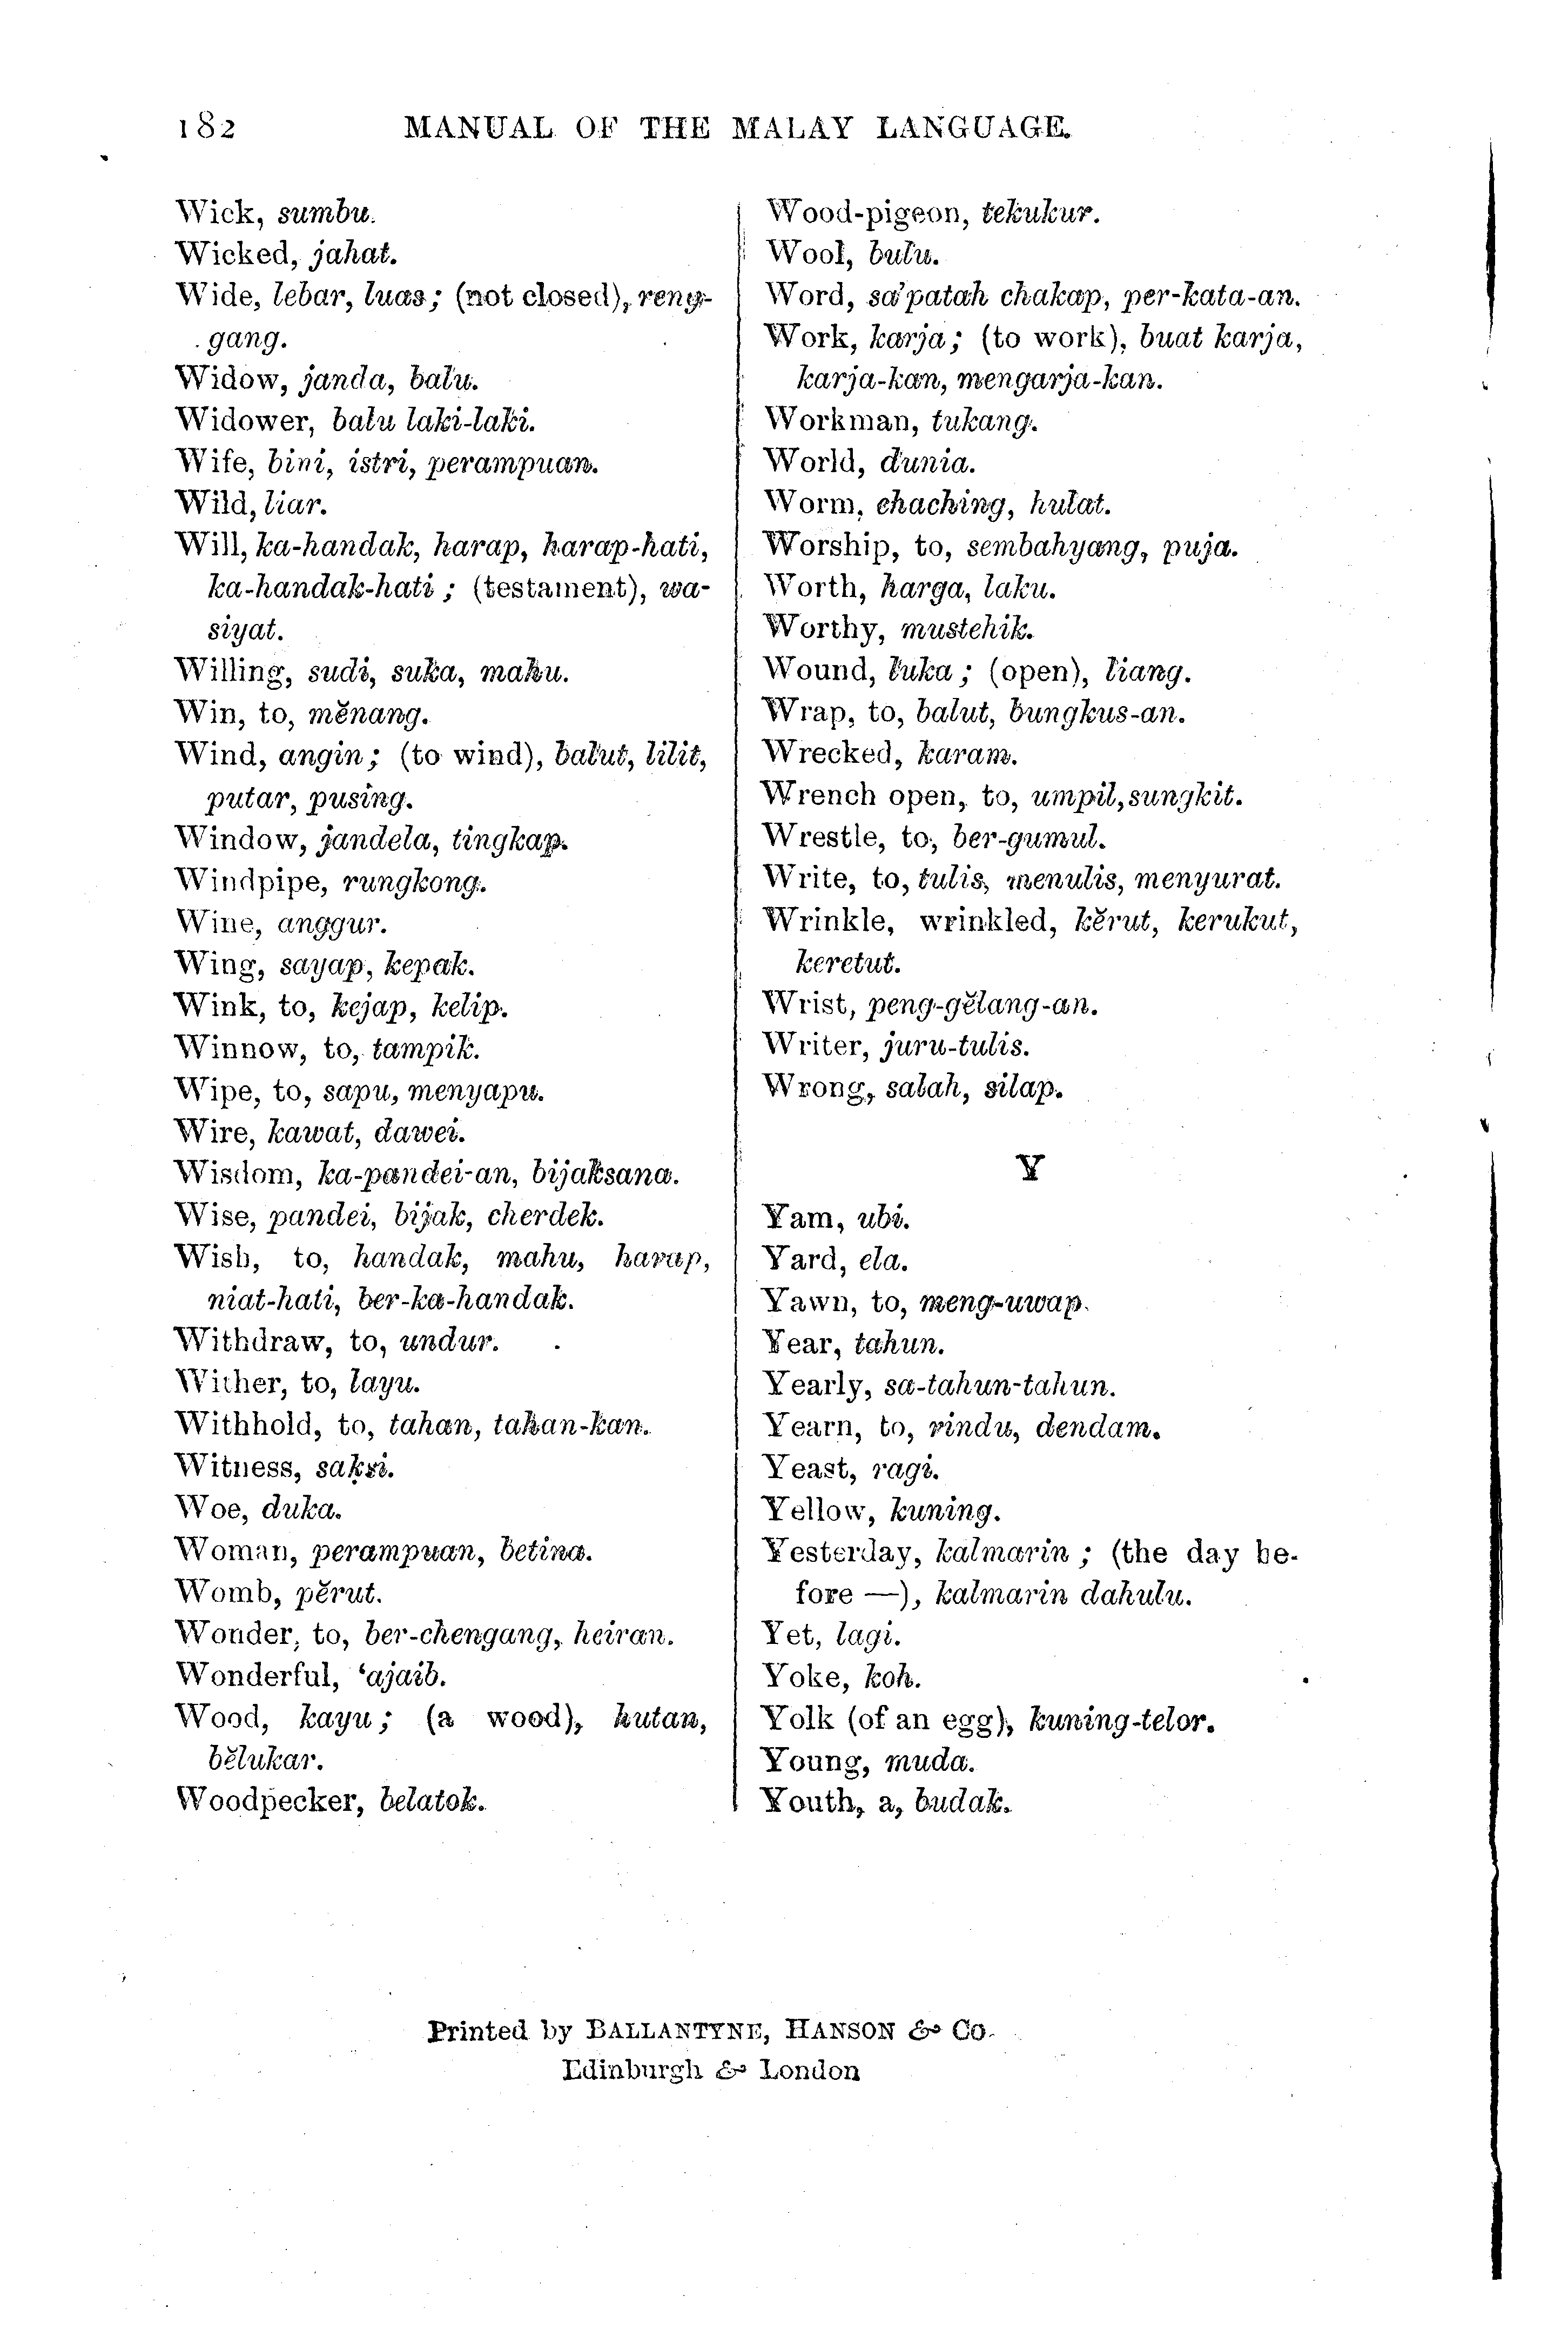 182 MANUAL OF THE MALAY LANGUAGE.
Wick, sumbu.
Wicked, jahat.
Wide, lebar, luas; (not closed), reng-
gang.
Widow, janda, balu.
Widower, balu laki-laki.
Wife, bini, istri, perampuan.
Wild, liar.
Will, ka-handak, harap, harap-hati,
ka-handak-hati; (testament), wa-
siyat.
Willing, sudi, suka, mahu.
Win, to, mĕnang.
Wind, angin; (to wind), balut, lilit,
putar, pusing.
Window, jandela, tingkap.
Windpipe, rungkong.
Wine, anggur.
Wing, sayap, kepak.
Wink, to, kejap, kelip.
Winnow, to, tampik.
Wipe, to, sapu, menyapu.
Wire, kawat, dawei.
Wisdom, ka-pandei-an, bijaksana.
Wise, pandei, bijak, cherdek.
Wish, to, handak, mahu, harap,
niat-hati, ber-ka-handak.
Withdraw, to, undur.
Wither, to, layu.
Withhold, to, tahan, tahan-kan.
Witness, saksi.
Woe, duka.
Woman, perampuan, betina.
Womb, pĕrut.
Wonder, to, ber-chengang, heiran.
Wonderful, ‘ajaib.
Wood, kayu; (a wood), hutan,
bĕlukar.
Woodpecker, belatok.
Wood-pigeon, tekukur.
Wool, bulu.
Word, sa’patah chakap, per-kata-an.
Work, karja; (to work), buat karja,
karja-kan, mengarja-kan.
Workman, tukang.
World, dunia.
Worm, chaching, hulat.
Worship, to, sembahyang, puja.
Worth, harga, laku.
Worthy, mustehik.
Wound, luka; (open), liang.
Wrap, to, balut, bungkus-an.
Wrecked, karam.
Wrench open, to, umpil, sungkit.
Wrestle, to, ber-gumul.
Write, to, tulis, menulis, menyurat.
Wrinkle, wrinkled, kĕrut, kerukut,
keretut.
Wrist, peng-gĕlang-an.
Writer, juru-tulis.
Wrong, salah, silap.
Y
Yam, ubi.
Yard, ela.
Yawn, to, meng-uwap.
Year, tahun.
Yearly, sa-tahun-tahun.
Yearn, to, rindu, dendam.
Yeast, ragi.
Yellow, kuning.
Yesterday, kalmarin; (the day be-
fore —), kalmarin dahulu.
Yet, lagi.
Yoke, koh.
Yolk (of an egg), kuning-telor.
Young, muda.
Youth, a, budak.
Printed by BALLANTYNE, HANSON & CO.
Edinburgh & London